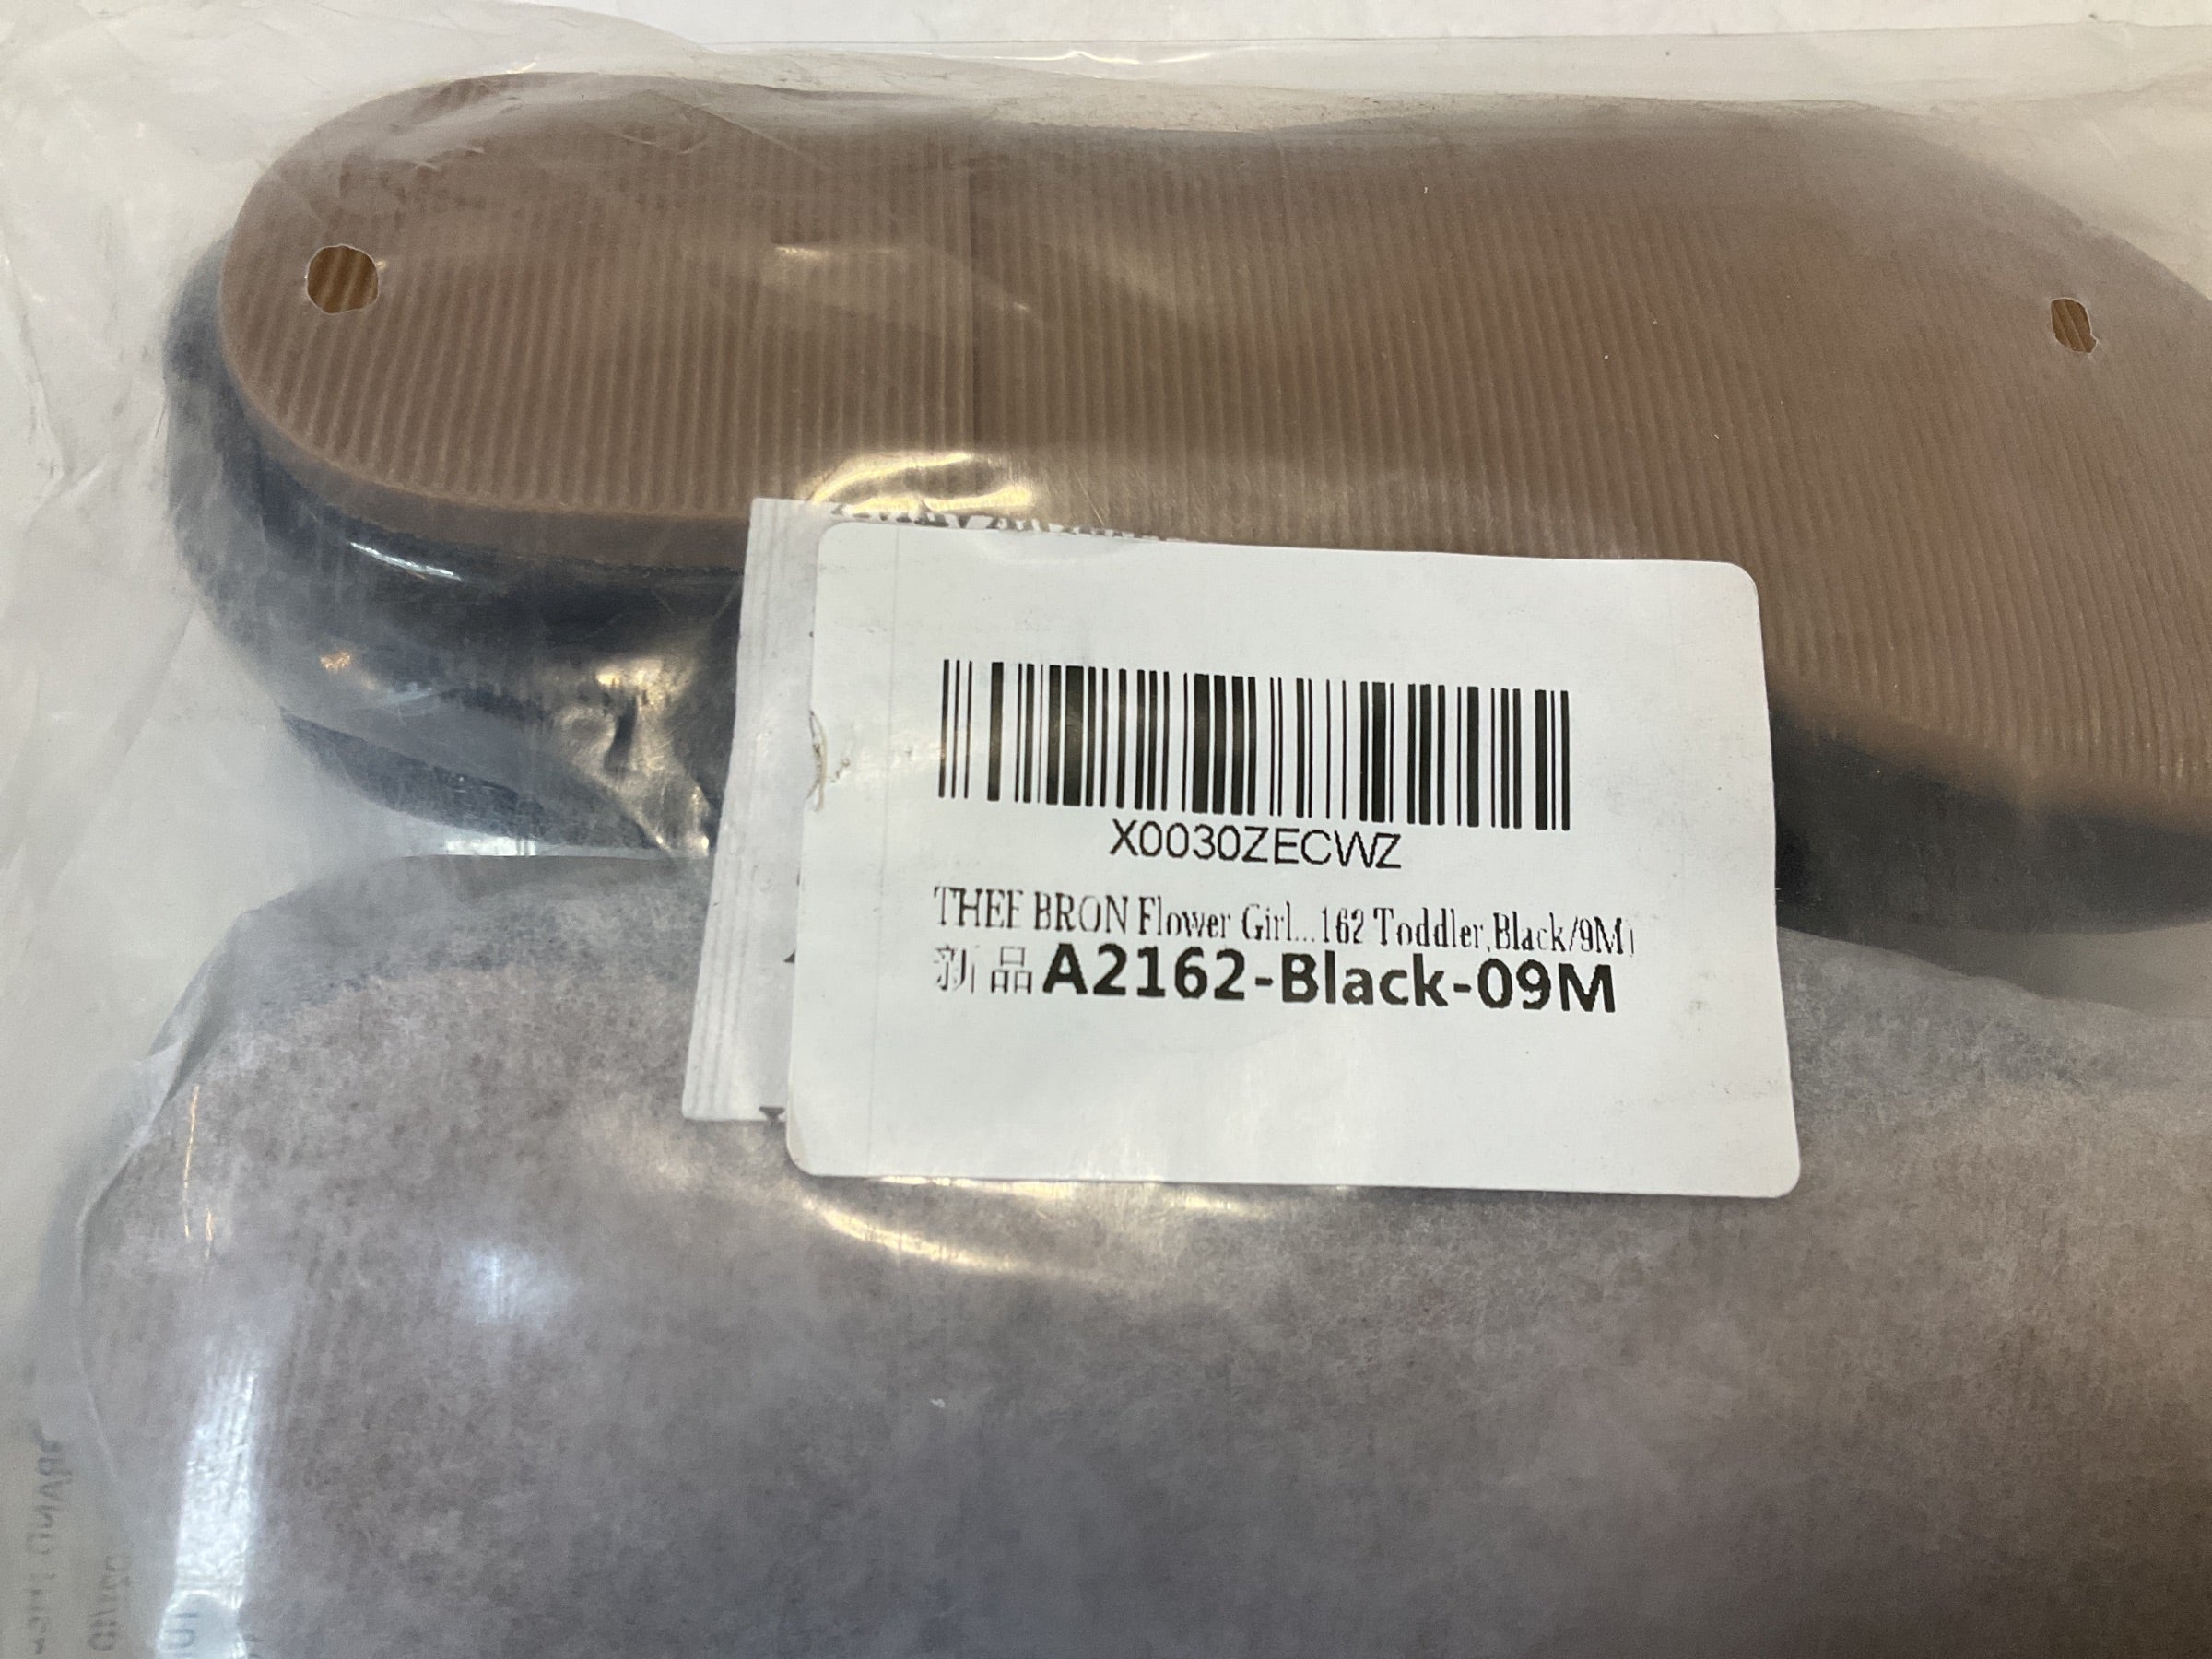 X0030ZECWZ
THEE BRON Flower Girl...162 Toddler,Black/9M)
新品A2162-Black-09M